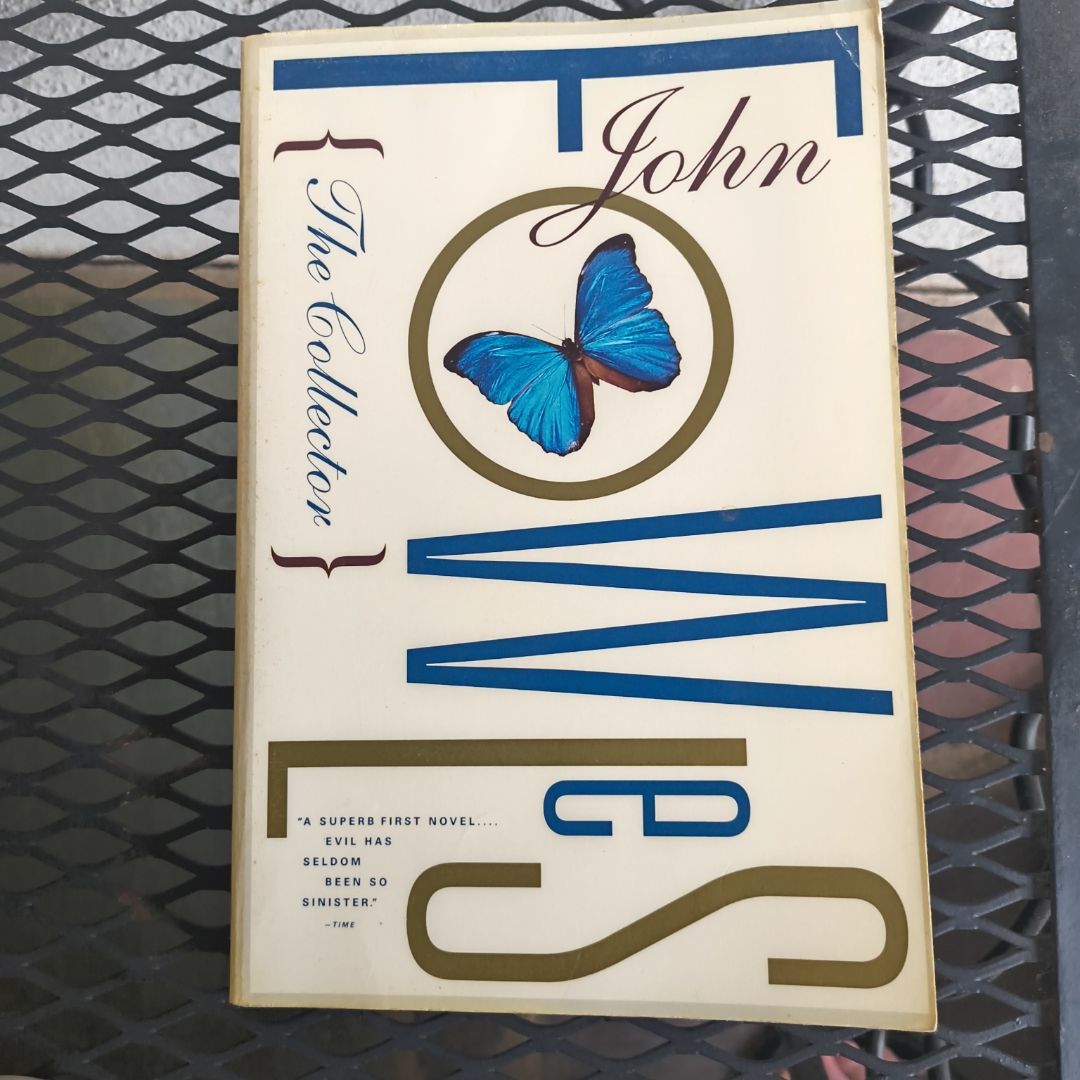 John
FOWLeS
{ The Collector }
"A SUPERB FIRST NOVEL....
EVIL HAS
SELDOM
BEEN SO
SINISTER."
—TIME